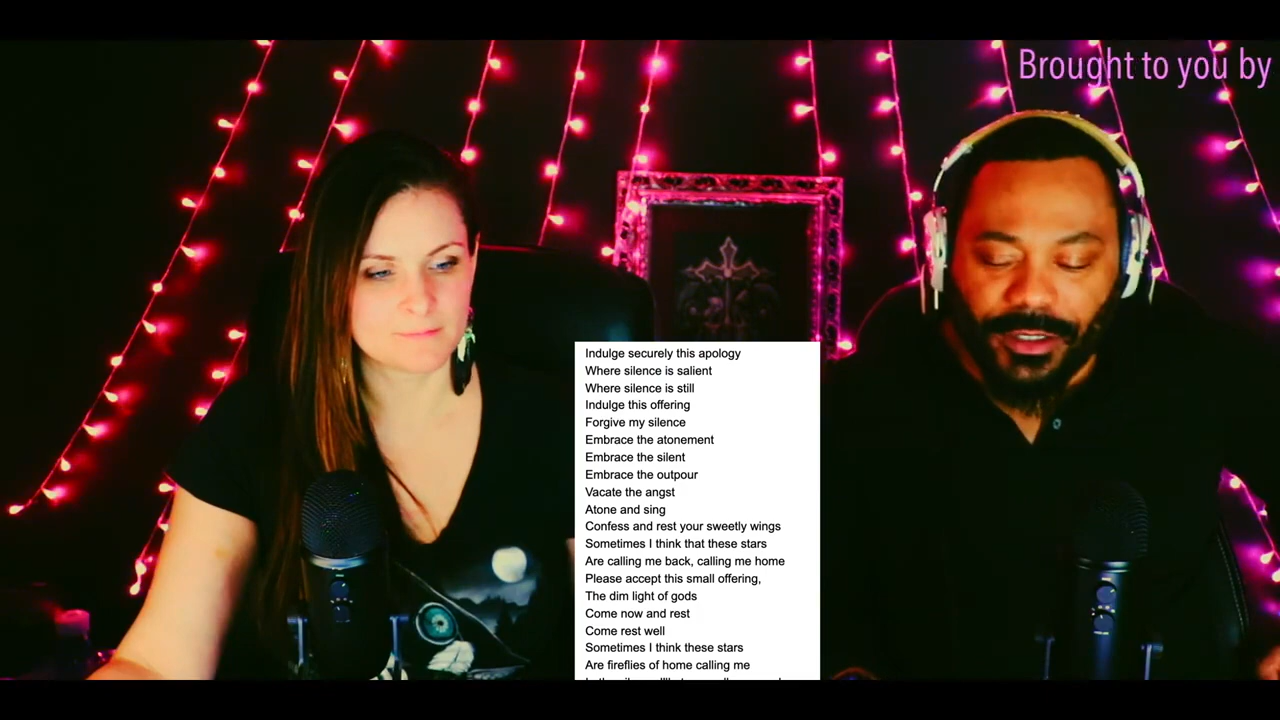 Brought to you by
Indulge securely this apology
Where silence is salient
Where silence is still
Indulge this offering
Forgive my silence
Embrace the atonement
Embrace the silent
Embrace the outpour
Vacate the angst
Atone and sing
Confess and rest your sweetly wings
Sometimes I think that these stars
Are calling me back, calling me home
Please accept this small offering,
The dim light of gods
Come now and rest
Come rest well
Sometimes I think these stars
Are fireflies of home calling me